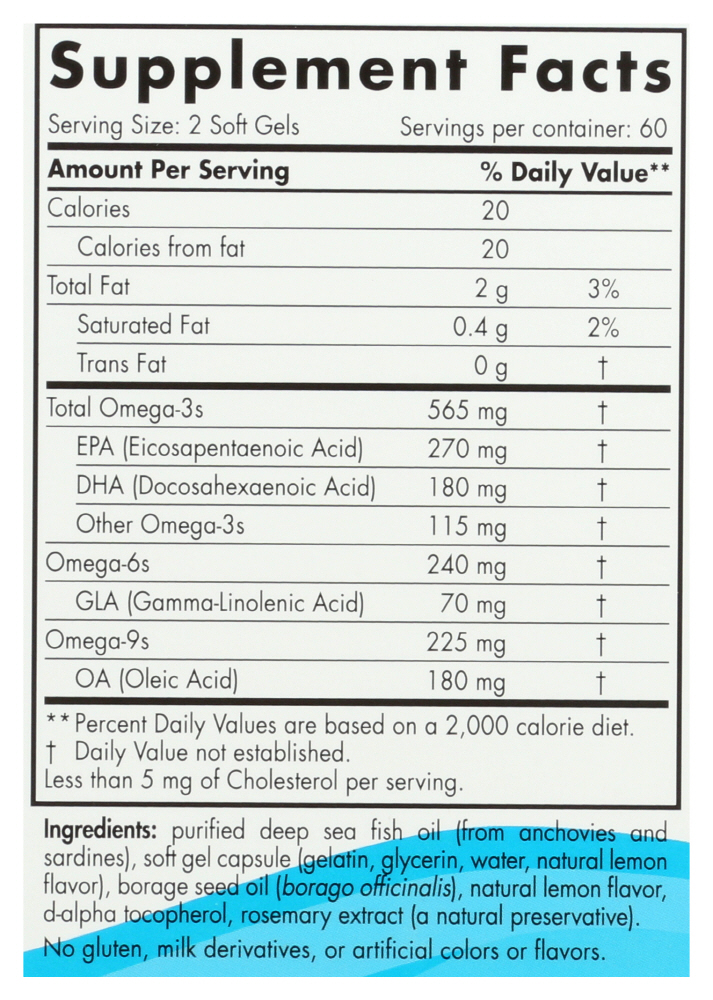 Supplement Facts
Serving Size: 2 Soft Gels Servings per container: 60
Amount Per Serving % Daily Value**
Calories 20
Calories from fat 20
Total Fat 2 g 3%
Saturated Fat 0.4 g 2%
Trans Fat 0 g †
Total Omega-3s 565 mg †
EPA (Eicosapentaenoic Acid) 270 mg †
DHA (Docosahexaenoic Acid) 180 mg †
Other Omega-3s 115 mg †
Omega-6s 240 mg †
GLA (Gamma-Linolenic Acid) 70 mg †
Omega-9s 225 mg †
OA (Oleic Acid) 180 mg †
** Percent Daily Values are based on a 2,000 calorie diet.
† Daily Value not established.
Less than 5 mg of Cholesterol per serving.
Ingredients: purified deep sea fish oil (from anchovies and
sardines), soft gel capsule (gelatin, glycerin, water, natural lemon
flavor), borage seed oil (borago officinalis), natural lemon flavor,
d-alpha tocopherol, rosemary extract (a natural preservative).
No gluten, milk derivatives, or artificial colors or flavors.